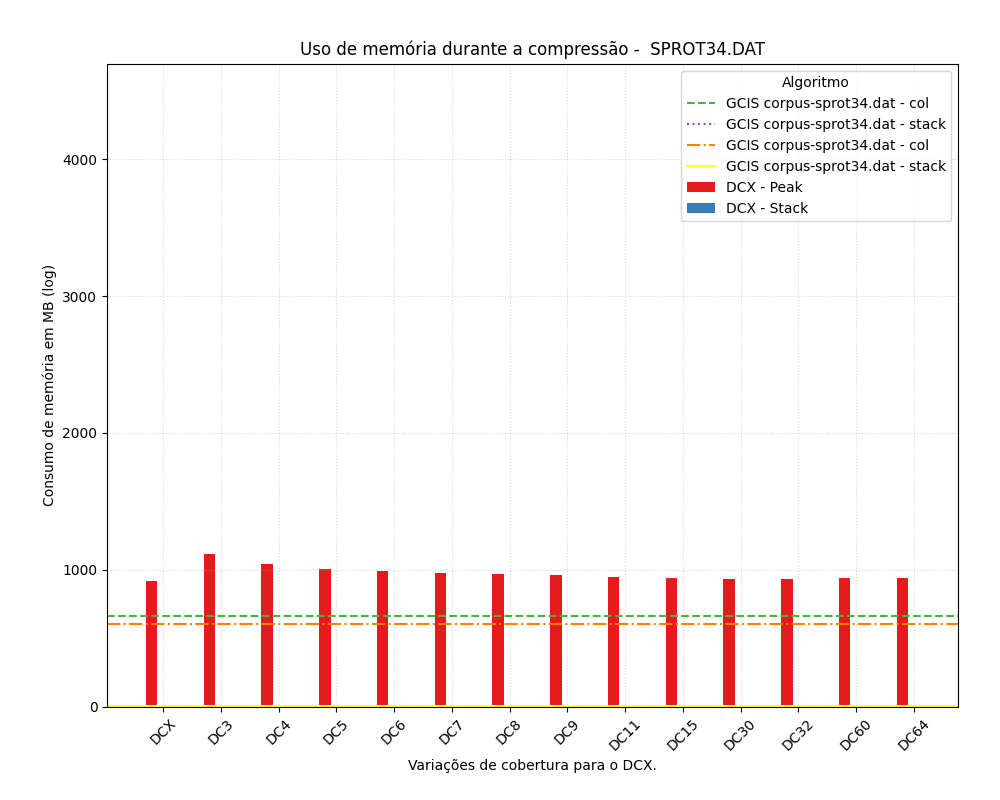 Uso de memória durante a compressão -  SPROT34.DAT
Algoritmo
GCIS corpus-sprot34.dat - col
GCIS corpus-sprot34.dat - stack
GCIS corpus-sprot34.dat - col
GCIS corpus-sprot34.dat - stack
DCX - Peak
DCX - Stack
Consumo de memória em MB (log)
4000
3000
2000
1000
0
DCX
DC3
DC4
DC5
DC6
DC7
DC8
DC9
DC11
DC15
DC30
DC32
DC60
DC64
Variações de cobertura para o DCX.